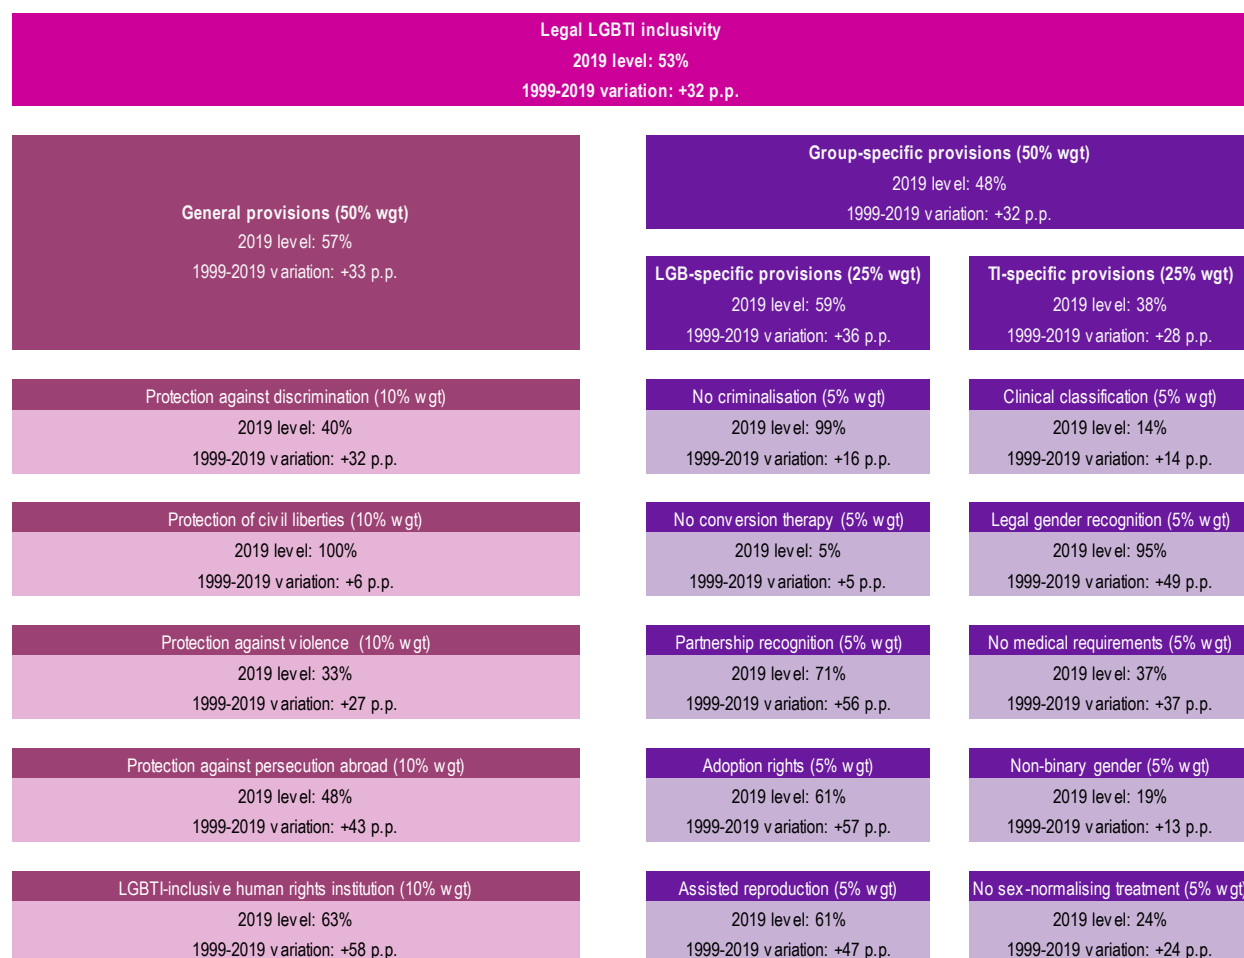 Legal LGBTI inclusivity
2019 level: 53%
1999-2019 variation: +32 p.p.
General provisions (50% wgt)
2019 level: 57%
1999-2019 variation: +33 p.p.
Group-specific provisions (50% wgt)
2019 level: 48%
1999-2019 variation: +32 p.p.
LGB-specific provisions (25% wgt)
2019 level: 59%
1999-2019 variation: +36 p.p.
TI-specific provisions (25% wgt)
2019 level: 38%
1999-2019 variation: +28 p.p.
Protection against discrimination (10% wgt)
2019 level: 40%
1999-2019 variation: +32 p.p.
No criminalisation (5% wgt)
2019 level: 99%
1999-2019 variation: +16 p.p.
Clinical classification (5% wgt)
2019 level: 14%
1999-2019 variation: +14 p.p.
Protection of civil liberties (10% wgt)
2019 level: 100%
1999-2019 variation: +6 p.p.
No conversion therapy (5% wgt)
2019 level: 5%
1999-2019 variation: +5 p.p.
Legal gender recognition (5% wgt)
2019 level: 95%
1999-2019 variation: +49 p.p.
Protection against violence (10% wgt)
2019 level: 33%
1999-2019 variation: +27 p.p.
Partnership recognition (5% wgt)
2019 level: 71%
1999-2019 variation: +56 p.p.
No medical requirements (5% wgt)
2019 level: 37%
1999-2019 variation: +37 p.p.
Protection against persecution abroad (10% wgt)
2019 level: 48%
1999-2019 variation: +43 p.p.
Adoption rights (5% wgt)
2019 level: 61%
1999-2019 variation: +57 p.p.
Non-binary gender (5% wgt)
2019 level: 19%
1999-2019 variation: +13 p.p.
LGBTI-inclusive human rights institution (10% wgt)
2019 level: 63%
1999-2019 variation: +58 p.p.
Assisted reproduction (5% wgt)
2019 level: 61%
1999-2019 variation: +47 p.p.
No sex-normalising treatment (5% wgt)
2019 level: 24%
1999-2019 variation: +24 p.p.